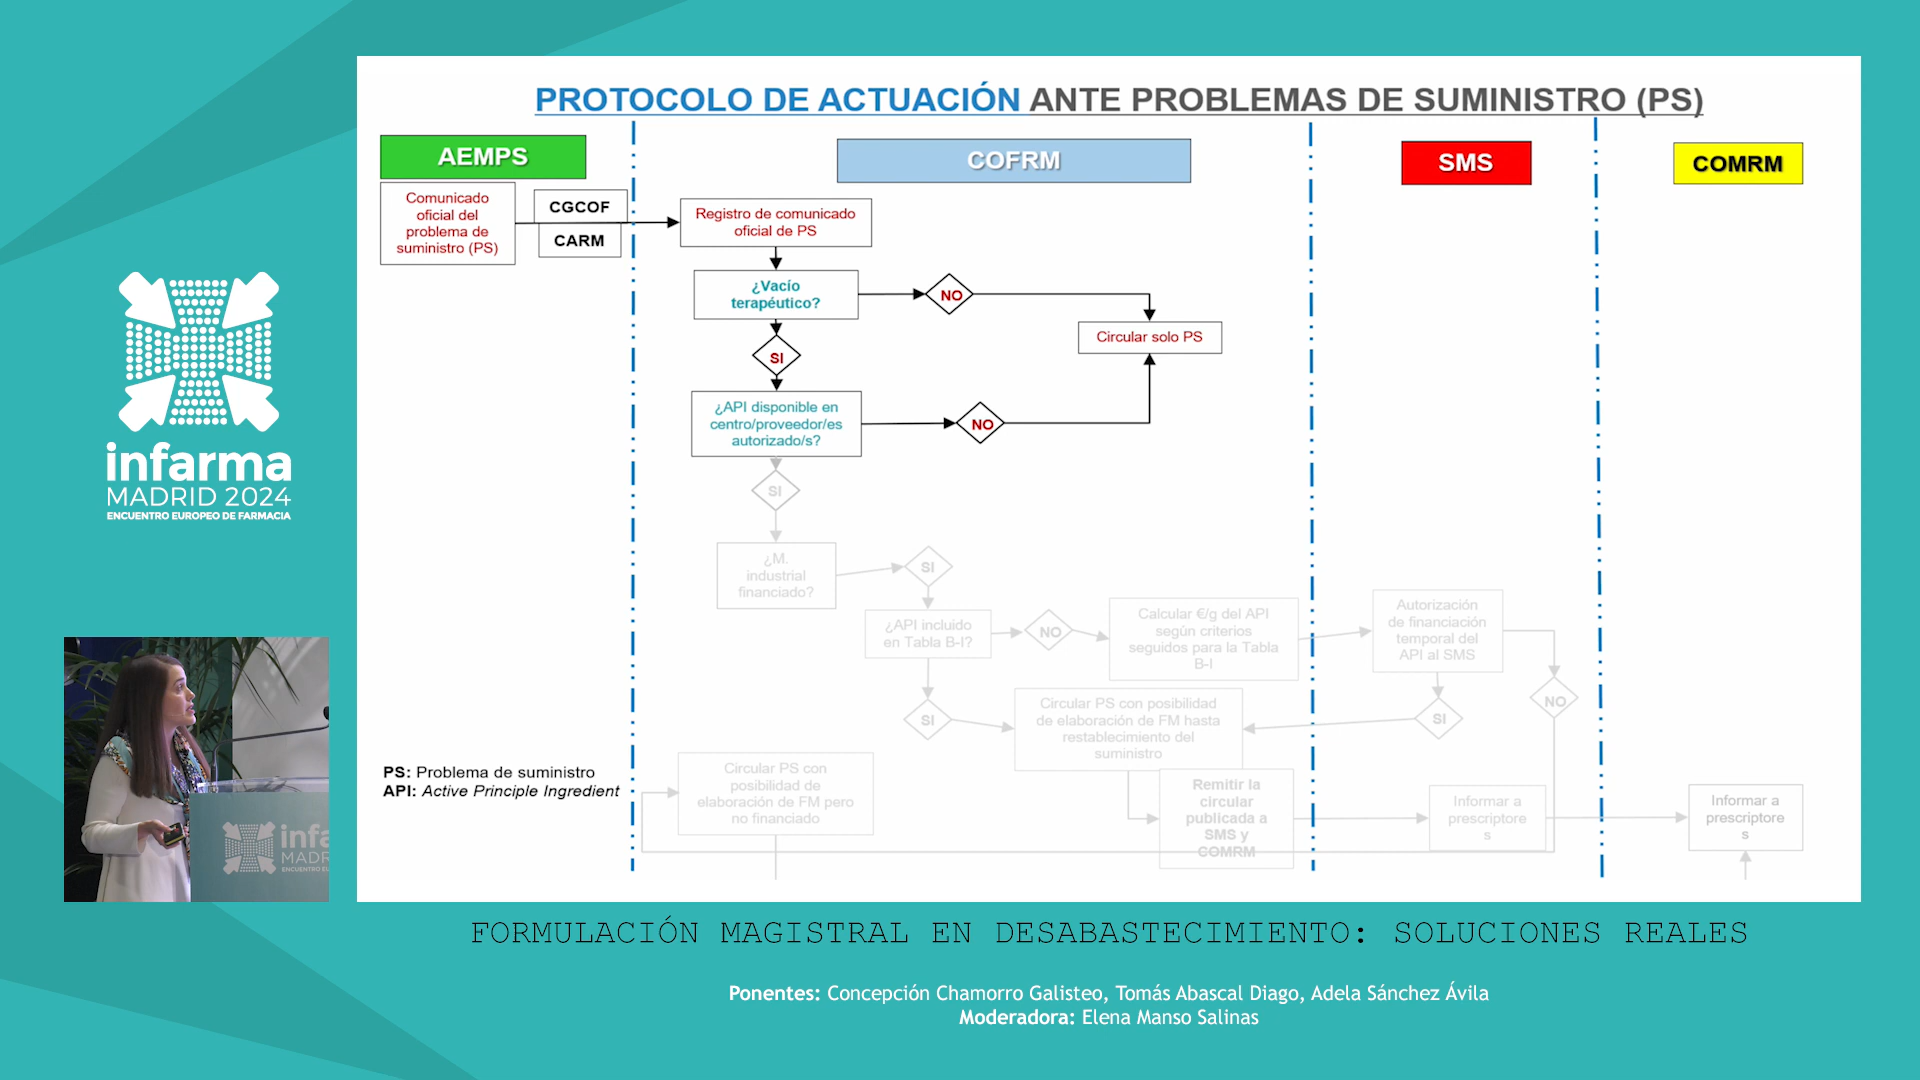 PROTOCOLO DE ACTUACIÓN ANTE PROBLEMAS DE SUMINISTRO (PS)
AEMPS
COFRM
SMS
COMRM
Comunicado
oficial del
problema de
suministro (PS)
CGCOF
CARM
Registro de comunicado
oficial de PS
¿Vacío
terapéutico?
NO
Circular solo PS
SI
¿API disponible en
centro/proveedor/es
autorizado/s?
NO
SI
¿M.
industrial
financiado?
SI
¿API incluido
en Tabla B-I?
NO
Calcular €/g del API
según criterios
seguidos para la Tabla
B-I
Autorización
de financiación
temporal del
API al SMS
NO
SI
SI
Circular PS con posibilidad
de elaboración de FM hasta
restablecimiento del
suministro
Circular PS con
posibilidad de
elaboración de FM pero
no financiado
Remitir la
circular
publicada a
SMS y
COMRM
Informar a
prescriptore
s
Informar a
prescriptore
s
PS: Problema de suministro
API: Active Principle Ingredient
infarma
MADRID 2024
ENCUENTRO EUROPEO DE FARMACIA
infa
MADR
ENCUENTRO EU
FORMULACIÓN MAGISTRAL EN DESABASTECIMIENTO: SOLUCIONES REALES
Ponentes: Concepción Chamorro Galisteo, Tomás Abascal Diago, Adela Sánchez Ávila
Moderadora: Elena Manso Salinas